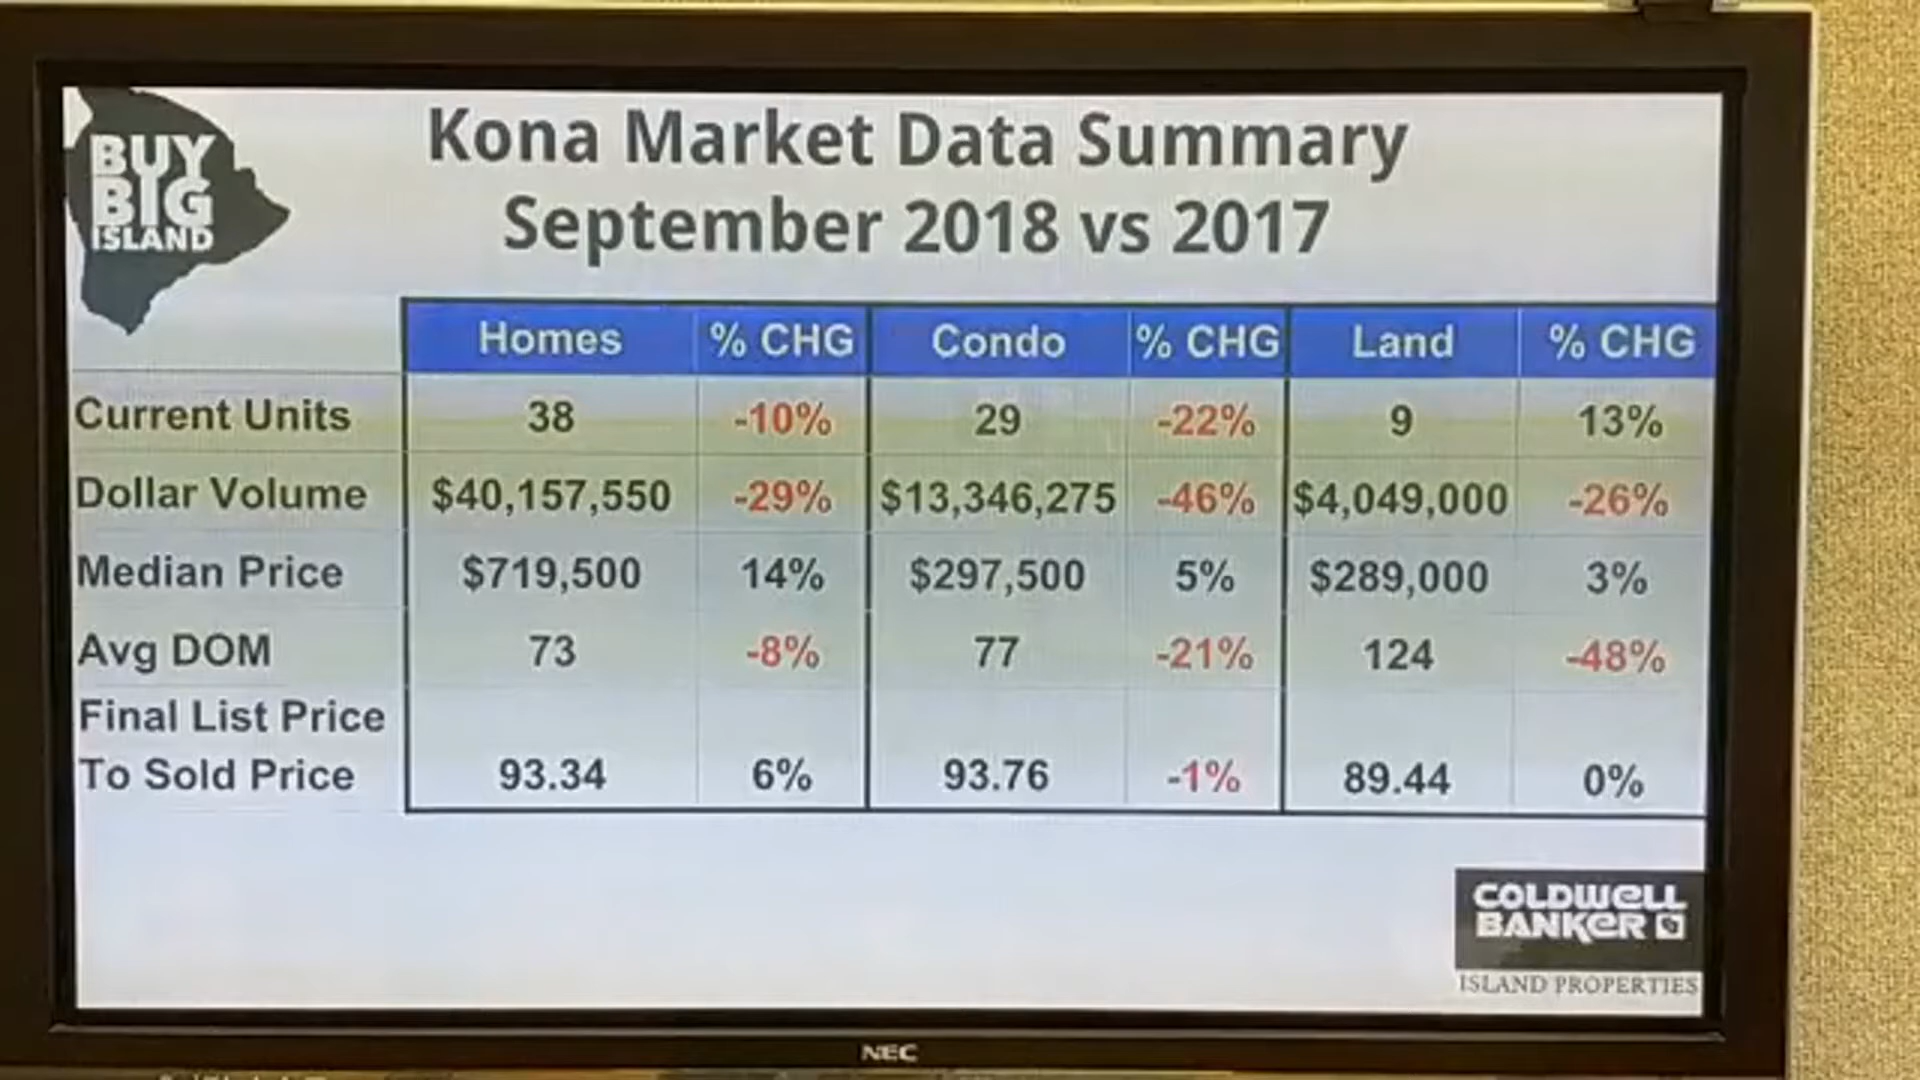 BUY
BIG
ISLAND
Kona Market Data Summary
September 2018 vs 2017
Homes % CHG Condo % CHG Land % CHG
Current Units 38 -10% 29 -22% 9 13%
Dollar Volume $40,157,550 -29% $13,346,275 -46% $4,049,000 -26%
Median Price $719,500 14% $297,500 5% $289,000 3%
Avg DOM 73 -8% 77 -21% 124 -48%
Final List Price
To Sold Price 93.34 6% 93.76 -1% 89.44 0%
COLDWELL
BANKER
ISLAND PROPERTIES
NEC